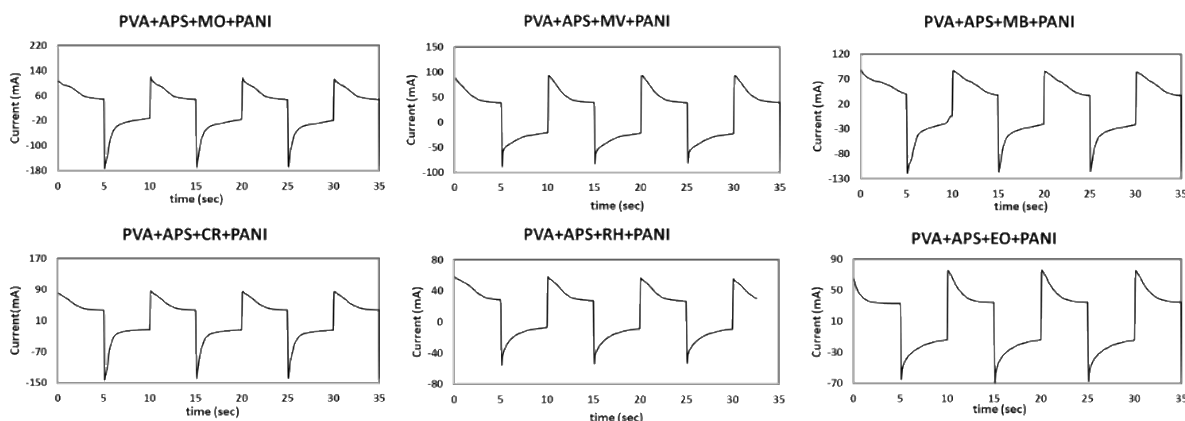 PVA+APS+MO+PANI
Current (mA)
220
140
60
-20
-100
-180
0 5 10 15 20 25 30 35
time (sec)
PVA+APS+MV+PANI
Current (mA)
150
100
50
0
-50
-100
0 5 10 15 20 25 30 35
time (sec)
PVA+APS+MB+PANI
Current (mA)
120
70
20
-30
-80
-130
0 5 10 15 20 25 30 35
time (sec)
PVA+APS+CR+PANI
Current(mA)
170
90
10
-70
-150
0 5 10 15 20 25 30 35
time (sec)
PVA+APS+RH+PANI
Current (mA)
80
40
0
-40
-80
0 5 10 15 20 25 30 35
time (sec)
PVA+APS+EO+PANI
Current (mA)
90
50
10
-30
-70
0 5 10 15 20 25 30 35
time (sec)